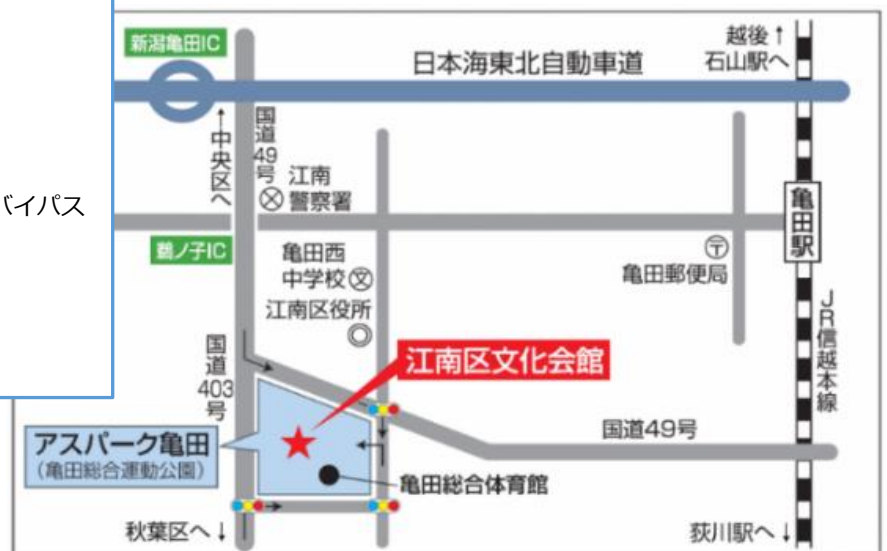 新潟亀田IC
日本海東北自動車道
越後↑
石山駅へ
↑中央区へ
国道49号
江南
警察署
バイパス
鵜ノ子IC
亀田西
中学校
江南区役所
〒
亀田郵便局
亀田駅
JR信越本線
国道403号
江南区文化会館
国道49号
アスパーク亀田
（亀田総合運動公園）
亀田総合体育館
秋葉区へ↓
荻川駅へ↓